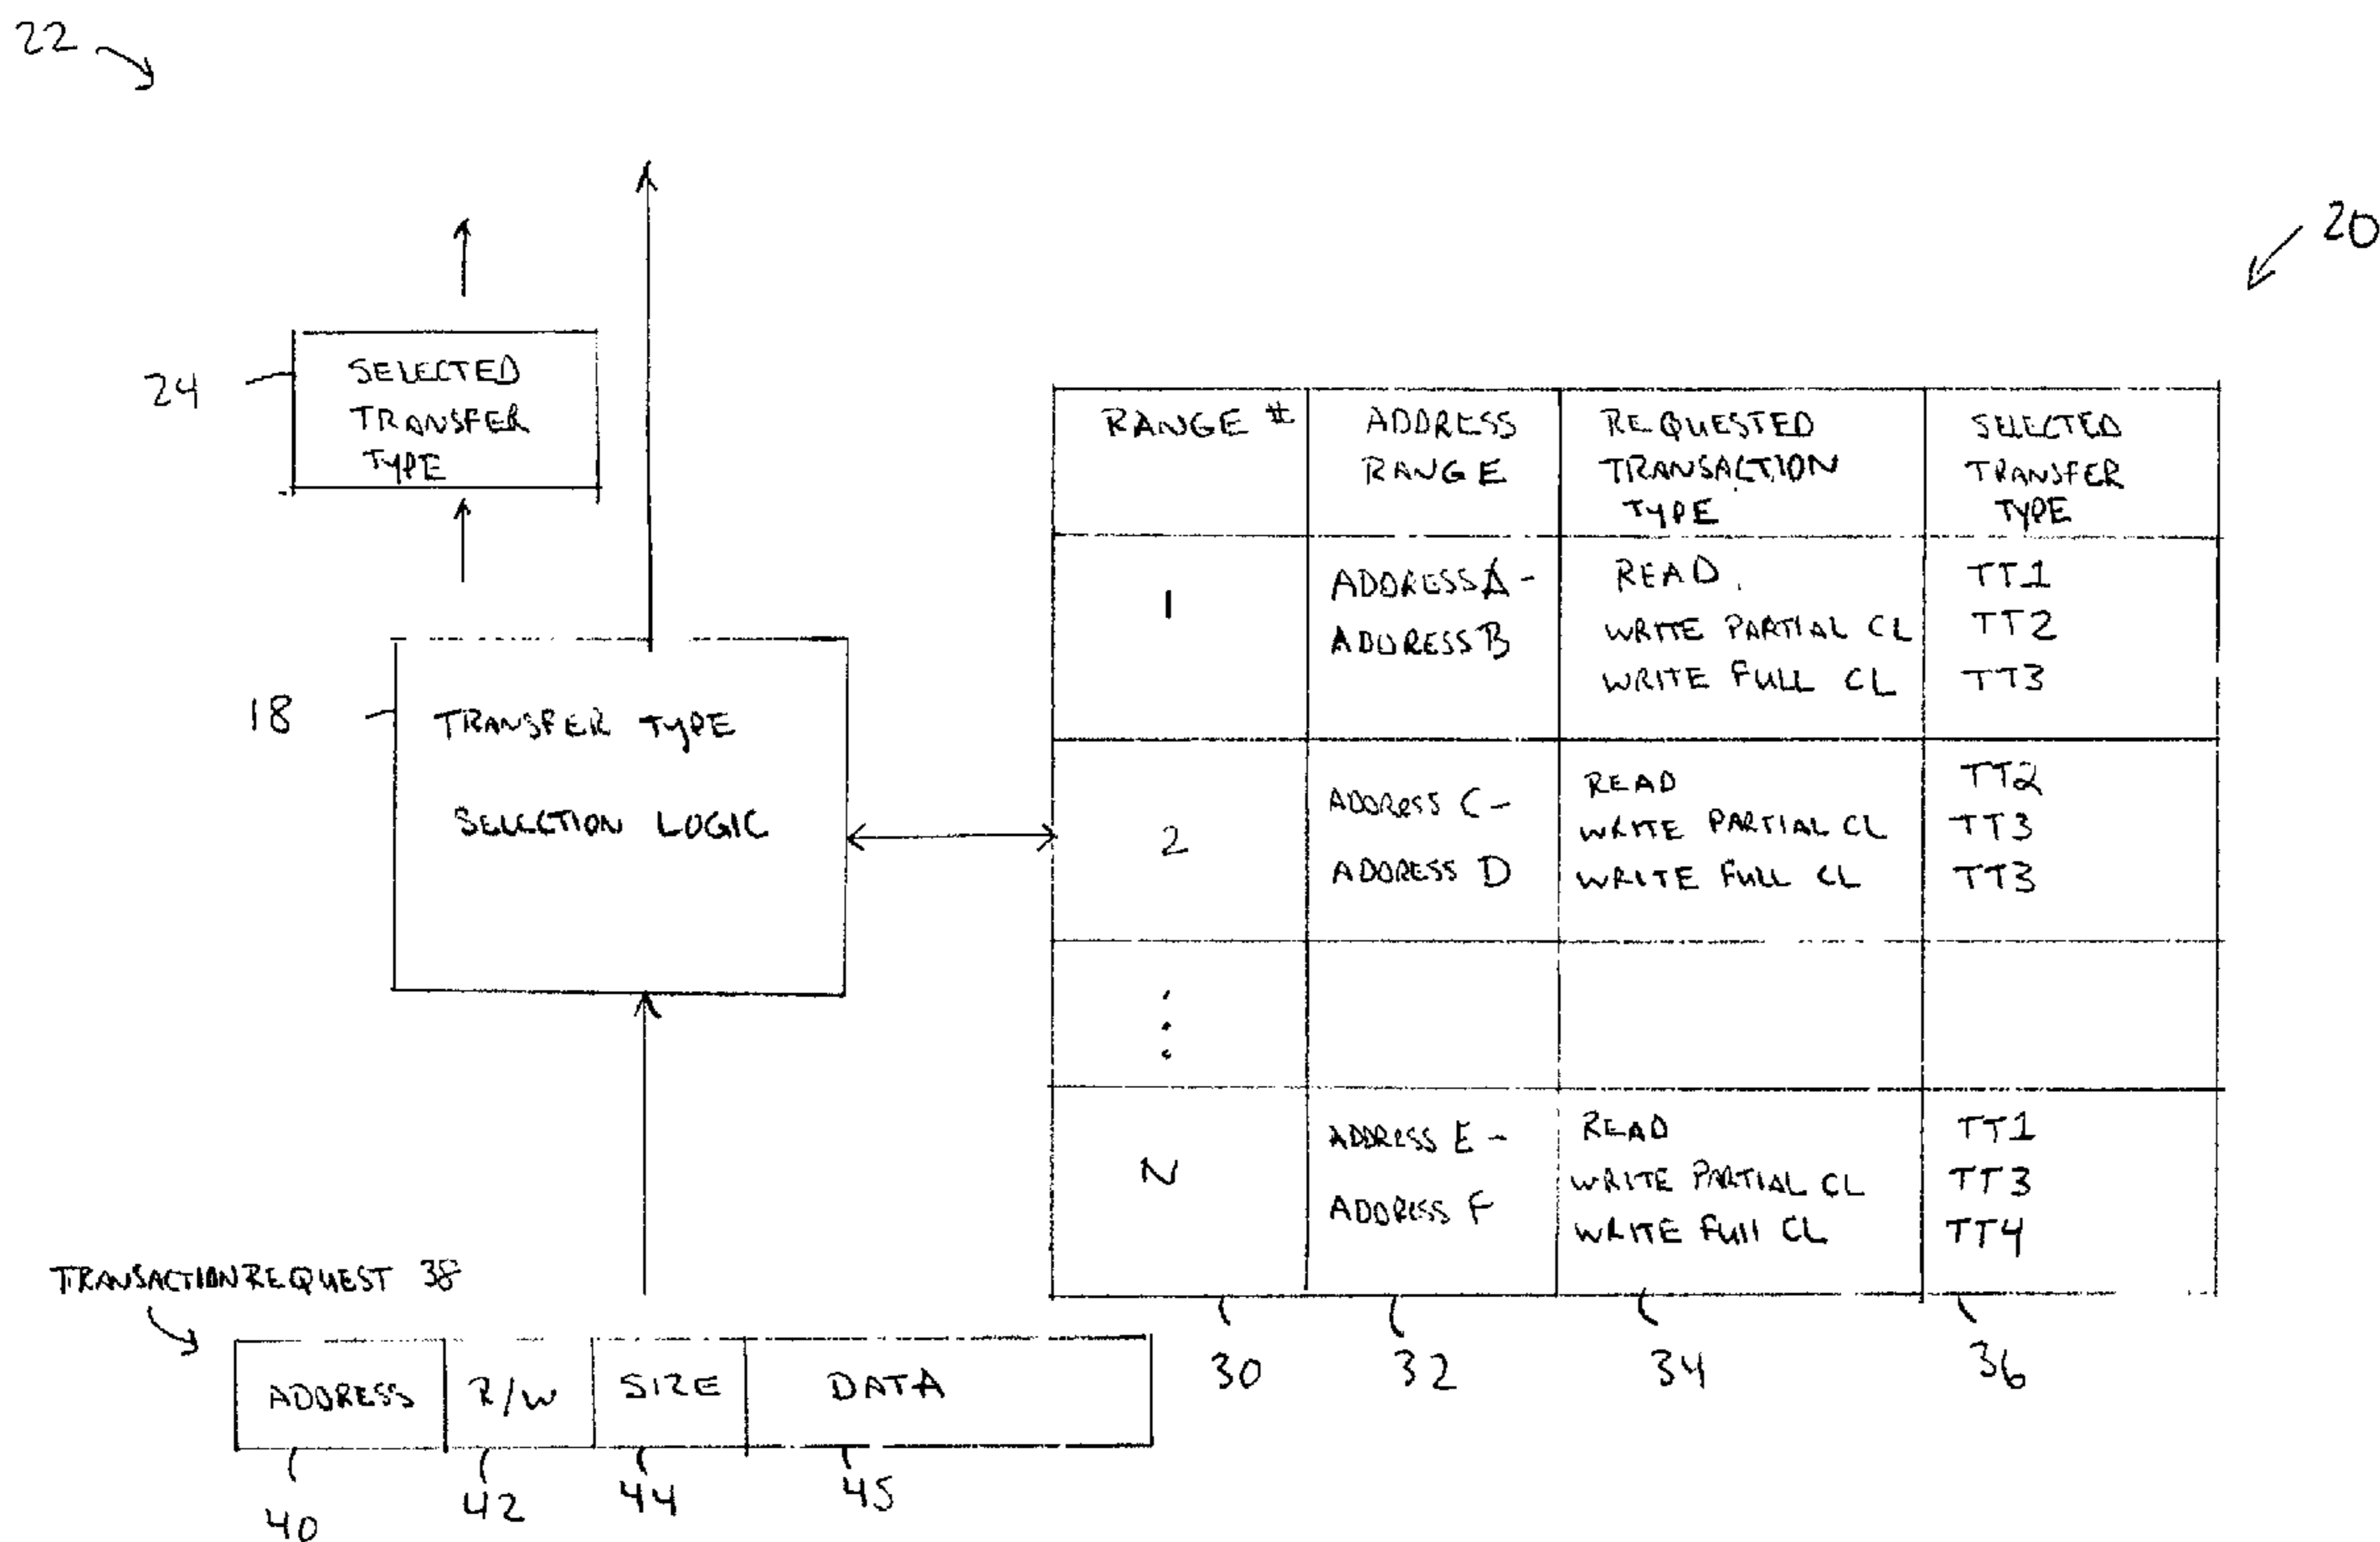 22
20
24
SELECTED
TRANSFER
TYPE
18
TRANSFER TYPE
SELECTION LOGIC
RANGE #
ADDRESS
RANGE
REQUESTED
TRANSACTION
TYPE
SELECTED
TRANSFER
TYPE
1
ADDRESS A -
ADDRESS B
READ
WRITE PARTIAL CL
WRITE FULL CL
TT1
TT2
TT3
2
ADDRESS C -
ADDRESS D
READ
WRITE PARTIAL CL
WRITE FULL CL
TT2
TT3
TT3
N
ADDRESS E -
ADDRESS F
READ
WRITE PARTIAL CL
WRITE FULL CL
TT1
TT3
TT4
30
32
34
36
TRANSACTION REQUEST 38
ADDRESS
R/W
SIZE
DATA
40
42
44
45